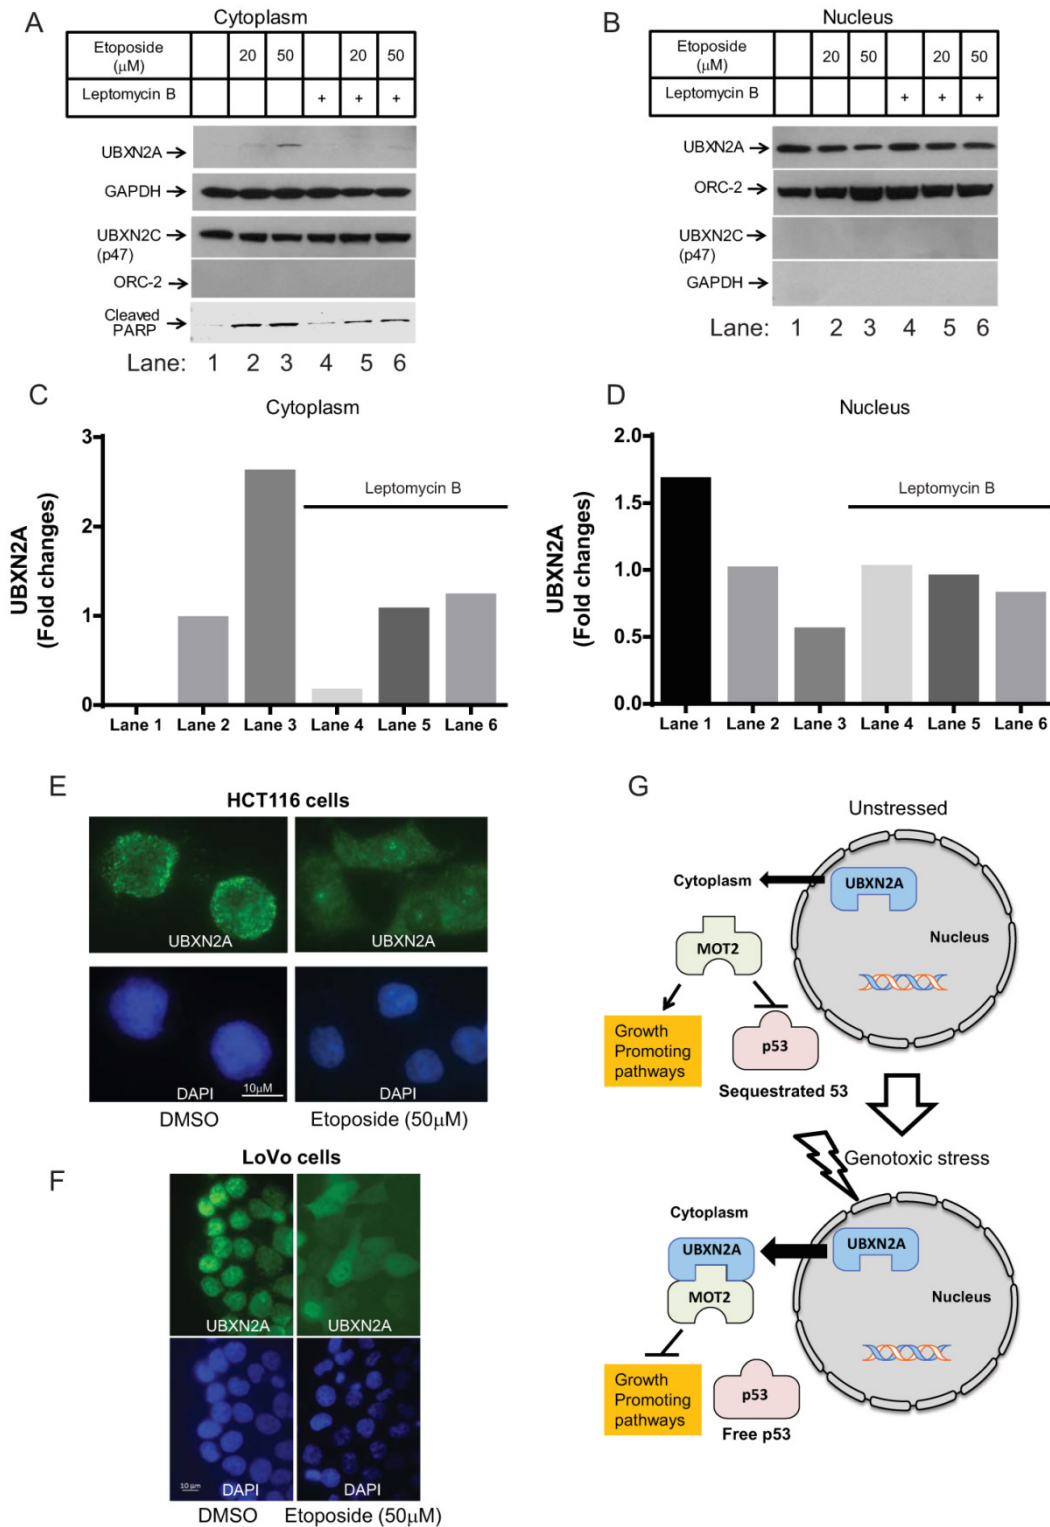 A
Cytoplasm
Etoposide 20 50 20 50
(μM)
Leptomycin B + + +
UBXN2A
GAPDH
UBXN2C
(p47)
ORC-2
Cleaved
PARP
Lane: 1 2 3 4 5 6
B
Nucleus
Etoposide 20 50 20 50
(μM)
Leptomycin B + + +
UBXN2A
ORC-2
UBXN2C
(p47)
GAPDH
Lane: 1 2 3 4 5 6
C
Cytoplasm
UBXN2A
(Fold changes)
3
2
1
0
Leptomycin B
Lane 1 Lane 2 Lane 3 Lane 4 Lane 5 Lane 6
D
Nucleus
UBXN2A
(Fold changes)
2.0
1.5
1.0
0.5
0.0
Leptomycin B
Lane 1 Lane 2 Lane 3 Lane 4 Lane 5 Lane 6
E
HCT116 cells
UBXN2A UBXN2A
DAPI 10μM DAPI
DMSO Etoposide (50μM)
F
LoVo cells
UBXN2A UBXN2A
10 μm DAPI DAPI
DMSO Etoposide (50μM)
G
Unstressed
Cytoplasm
UBXN2A
Nucleus
MOT2
Growth
Promoting
pathways
p53
Sequestrated 53
Genotoxic stress
Cytoplasm
UBXN2A
UBXN2A
MOT2
Nucleus
Growth
Promoting
pathways
p53
Free p53